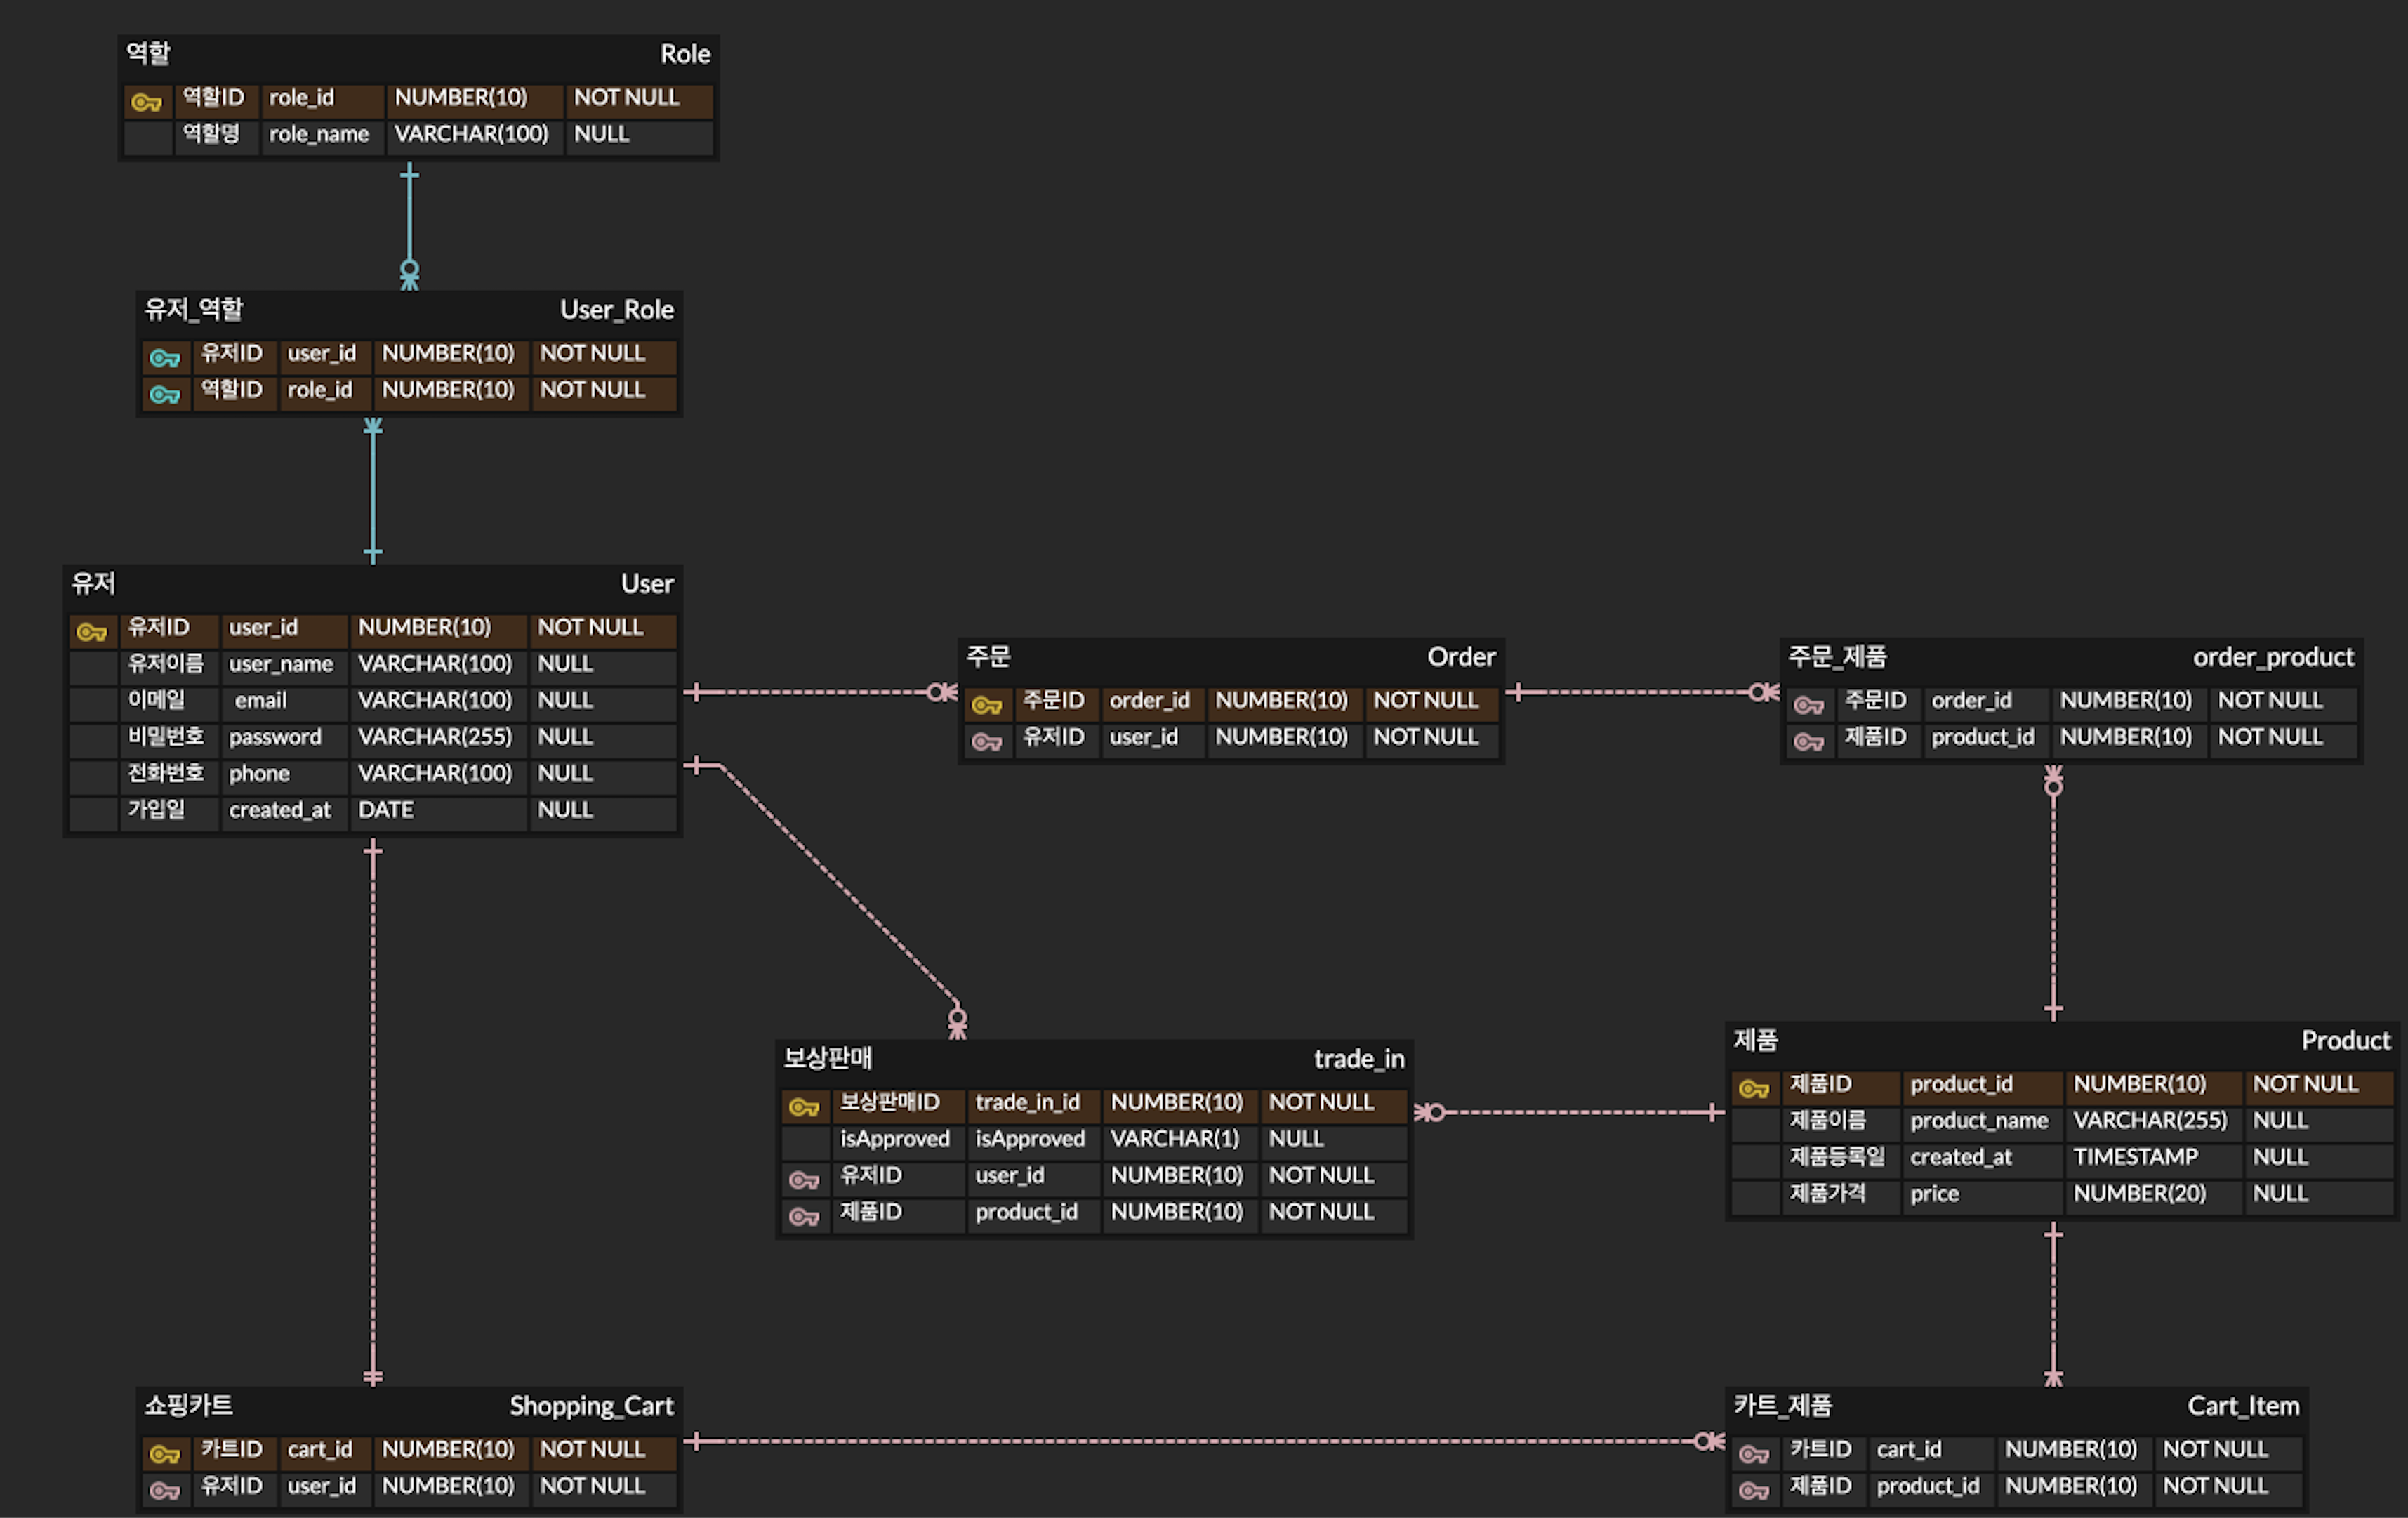 역할 Role
역할ID role_id NUMBER(10) NOT NULL
역할명 role_name VARCHAR(100) NULL
유저_역할 User_Role
유저ID user_id NUMBER(10) NOT NULL
역할ID role_id NUMBER(10) NOT NULL
유저 User
유저ID user_id NUMBER(10) NOT NULL
유저이름 user_name VARCHAR(100) NULL
이메일 email VARCHAR(100) NULL
비밀번호 password VARCHAR(255) NULL
전화번호 phone VARCHAR(100) NULL
가입일 created_at DATE NULL
주문 Order
주문ID order_id NUMBER(10) NOT NULL
유저ID user_id NUMBER(10) NOT NULL
주문_제품 order_product
주문ID order_id NUMBER(10) NOT NULL
제품ID product_id NUMBER(10) NOT NULL
보상판매 trade_in
보상판매ID trade_in_id NUMBER(10) NOT NULL
isApproved isApproved VARCHAR(1) NULL
유저ID user_id NUMBER(10) NOT NULL
제품ID product_id NUMBER(10) NOT NULL
제품 Product
제품ID product_id NUMBER(10) NOT NULL
제품이름 product_name VARCHAR(255) NULL
제품등록일 created_at TIMESTAMP NULL
제품가격 price NUMBER(20) NULL
쇼핑카트 Shopping_Cart
카트ID cart_id NUMBER(10) NOT NULL
유저ID user_id NUMBER(10) NOT NULL
카트_제품 Cart_Item
카트ID cart_id NUMBER(10) NOT NULL
제품ID product_id NUMBER(10) NOT NULL